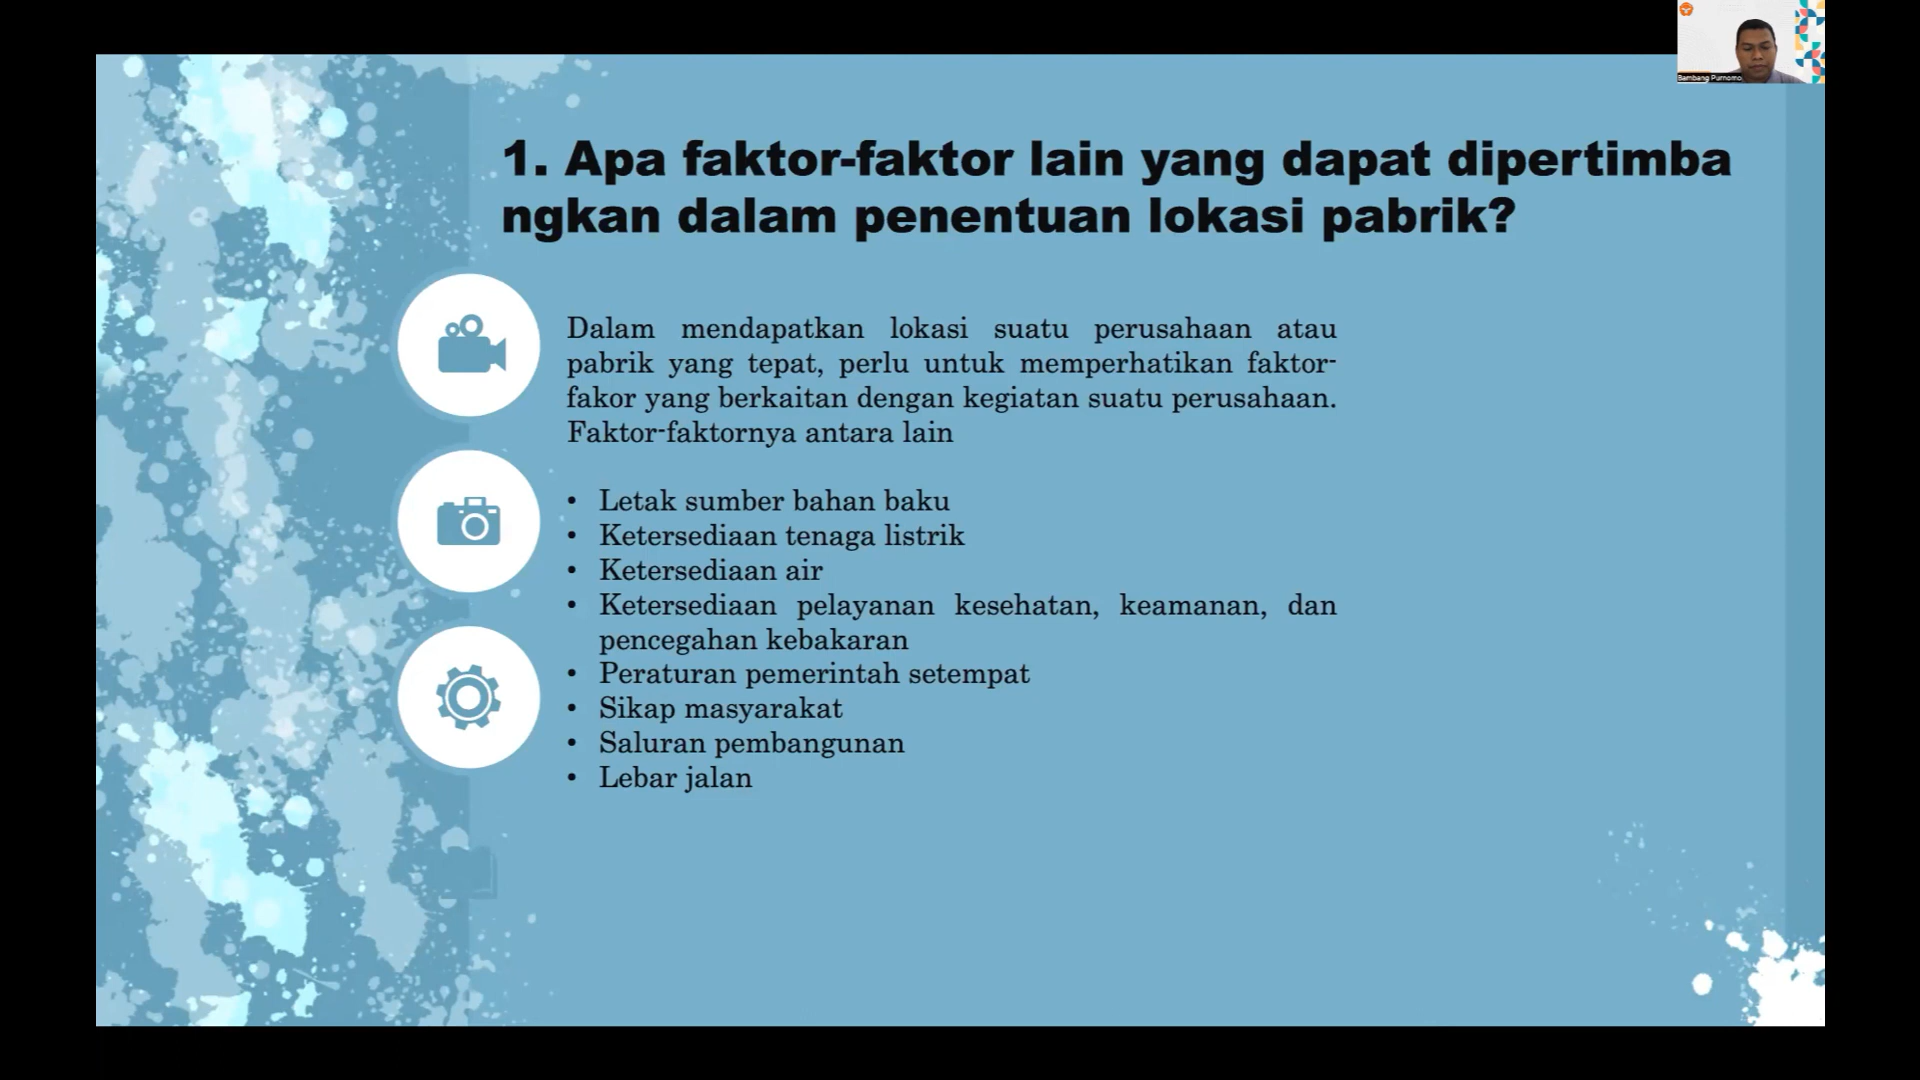 Bambang Purnomo
1. Apa faktor-faktor lain yang dapat dipertimba
ngkan dalam penentuan lokasi pabrik?
Dalam mendapatkan lokasi suatu perusahaan atau
pabrik yang tepat, perlu untuk memperhatikan faktor-
fakor yang berkaitan dengan kegiatan suatu perusahaan.
Faktor-faktornya antara lain
• Letak sumber bahan baku
• Ketersediaan tenaga listrik
• Ketersediaan air
• Ketersediaan pelayanan kesehatan, keamanan, dan
pencegahan kebakaran
• Peraturan pemerintah setempat
• Sikap masyarakat
• Saluran pembangunan
• Lebar jalan